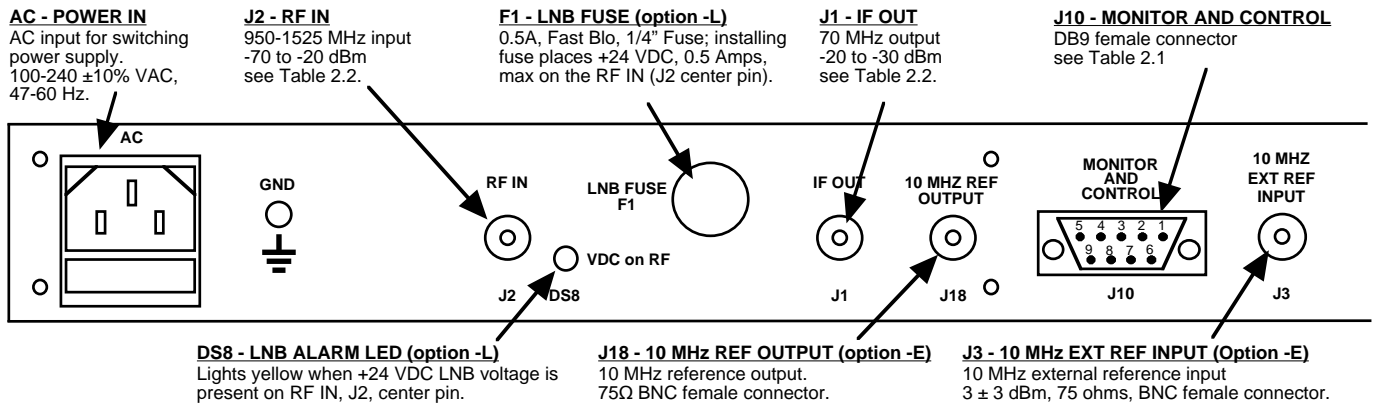 AC - POWER IN
AC input for switching
power supply.
100-240 ±10% VAC,
47-60 Hz.
J2 - RF IN
950-1525 MHz input
-70 to -20 dBm
see Table 2.2.
F1 - LNB FUSE (option -L)
0.5A, Fast Blo, 1/4” Fuse; installing
fuse places +24 VDC, 0.5 Amps,
max on the RF IN (J2 center pin).
J1 - IF OUT
70 MHz output
-20 to -30 dBm
see Table 2.2.
J10 - MONITOR AND CONTROL
DB9 female connector
see Table 2.1
AC
GND
RF IN
J2
LNB FUSE
F1
VDC on RF
DS8
IF OUT
J1
10 MHZ REF
OUTPUT
J18
MONITOR
AND
CONTROL
5 4 3 2 1
9 8 7 6
J10
10 MHZ
EXT REF
INPUT
J3
DS8 - LNB ALARM LED (option -L)
Lights yellow when +24 VDC LNB voltage is
present on RF IN, J2, center pin.
J18 - 10 MHz REF OUTPUT (option -E)
10 MHz reference output.
75Ω BNC female connector.
J3 - 10 MHz EXT REF INPUT (Option -E)
10 MHz external reference input
3 ± 3 dBm, 75 ohms, BNC female connector.